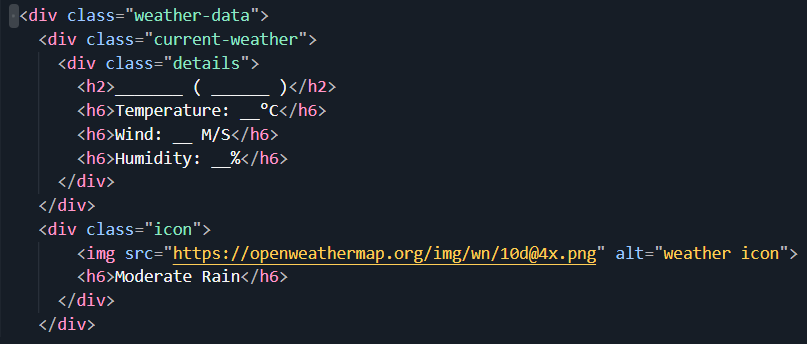 <div class="weather-data">
<div class="current-weather">
<div class="details">
<h2>_______ ( ______ )</h2>
<h6>Temperature: __°C</h6>
<h6>Wind: __ M/S</h6>
<h6>Humidity: __%</h6>
</div>
</div>
<div class="icon">
<img src="https://openweathermap.org/img/wn/10d@4x.png" alt="weather icon">
<h6>Moderate Rain</h6>
</div>
</div>